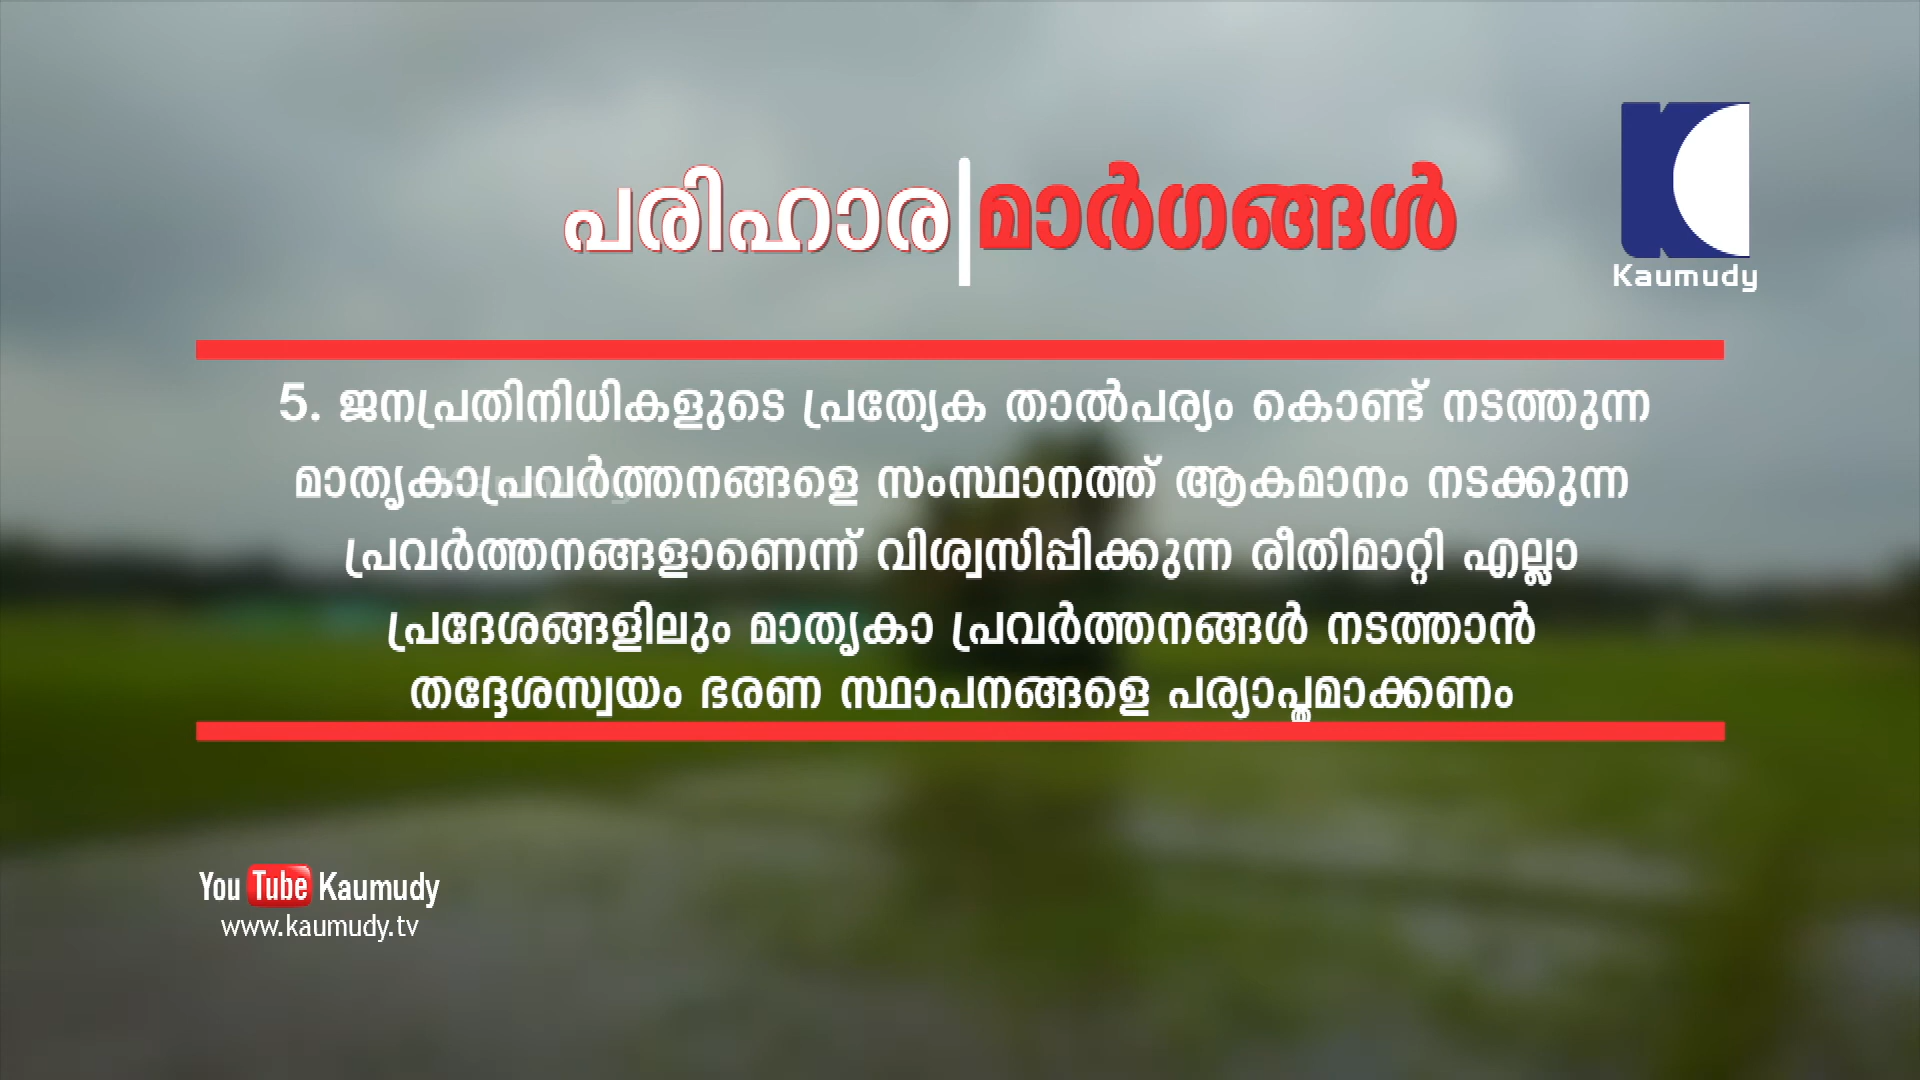 പരിഹാര മാർഗങ്ങൾ
Kaumudy
5. ജനപ്രതിനിധികളുടെ പ്രത്യേക താൽപര്യം കൊണ്ട് നടത്തുന്ന
മാതൃകാപ്രവർത്തനങ്ങളെ സംസ്ഥാനത്ത് ആകമാനം നടക്കുന്ന
പ്രവർത്തനങ്ങളാണെന്ന് വിശ്വസിപ്പിക്കുന്ന രീതിമാറ്റി എല്ലാ
പ്രദേശങ്ങളിലും മാതൃകാ പ്രവർത്തനങ്ങൾ നടത്താൻ
തദ്ദേശസ്വയം ഭരണ സ്ഥാപനങ്ങളെ പര്യാപ്തമാക്കണം
You Tube Kaumudy
www.kaumudy.tv